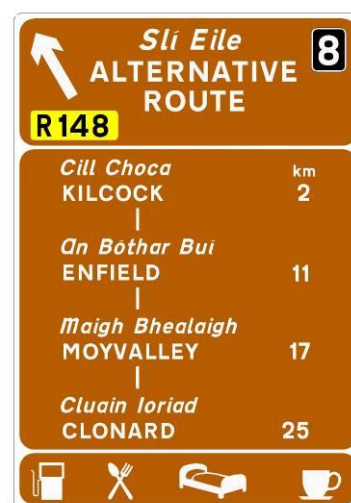 Slí Eile
8
ALTERNATIVE
ROUTE
R148
Cill Choca
km
KILCOCK 2
An Bóthar Buí
ENFIELD 11
Maigh Bhealaigh
MOYVALLEY 17
Cluain Ioriad
CLONARD 25